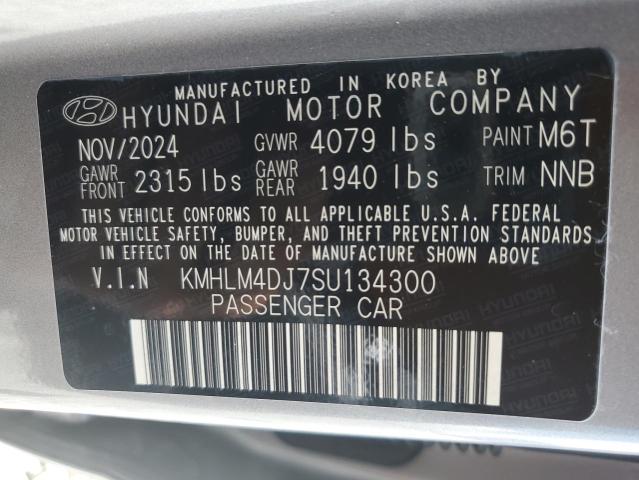 MANUFACTURED IN KOREA BY
HYUNDAI MOTOR COMPANY
NOV/2024 GVWR 4079 lbs PAINT M6T
GAWR FRONT 2315 lbs GAWR REAR 1940 lbs TRIM NNB
THIS VEHICLE CONFORMS TO ALL APPLICABLE U.S.A. FEDERAL
MOTOR VEHICLE SAFETY, BUMPER, AND THEFT PREVENTION STANDARDS
IN EFFECT ON THE DATE OF MANUFACTURE SHOWN ABOVE
V.I.N KMHLM4DJ7SU134300
PASSENGER CAR